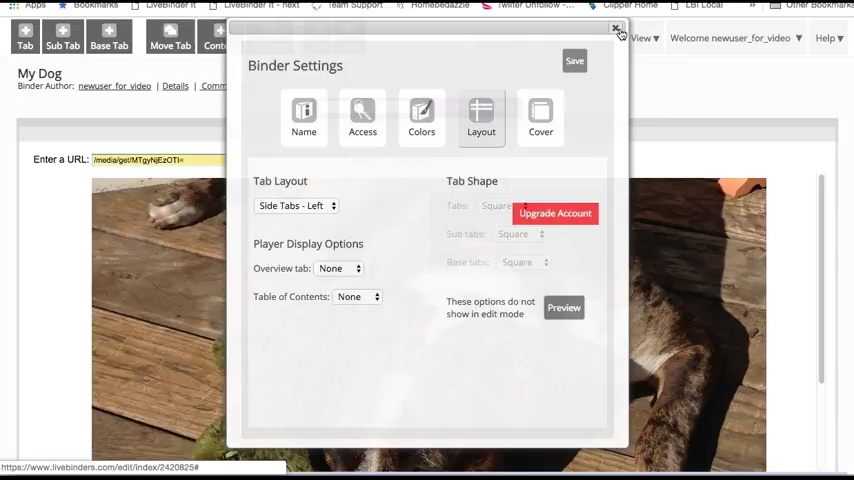 Apps Bookmarks LiveBinder It LiveBinder It - next Team Support Homebedazzle Twitter Unfollow... Clipper Home LBI Local Other Bookmarks
Tab Sub Tab Base Tab Move Tab View Welcome newuser_for_video Help
My Dog
Binder Author: newuser_for_video | Details |
Enter a URL: /media/get/MTgyNjEzOTI=
Binder Settings
Save
Name Access Colors Layout Cover
Tab Layout
Side Tabs - Left
Player Display Options
Overview tab: None
Table of Contents: None
Tab Shape
Tabs: Square
Upgrade Account
Sub tabs: Square
Base tabs: Square
These options do not
show in edit mode
Preview
https://www.livebinders.com/edit/index/2420825#